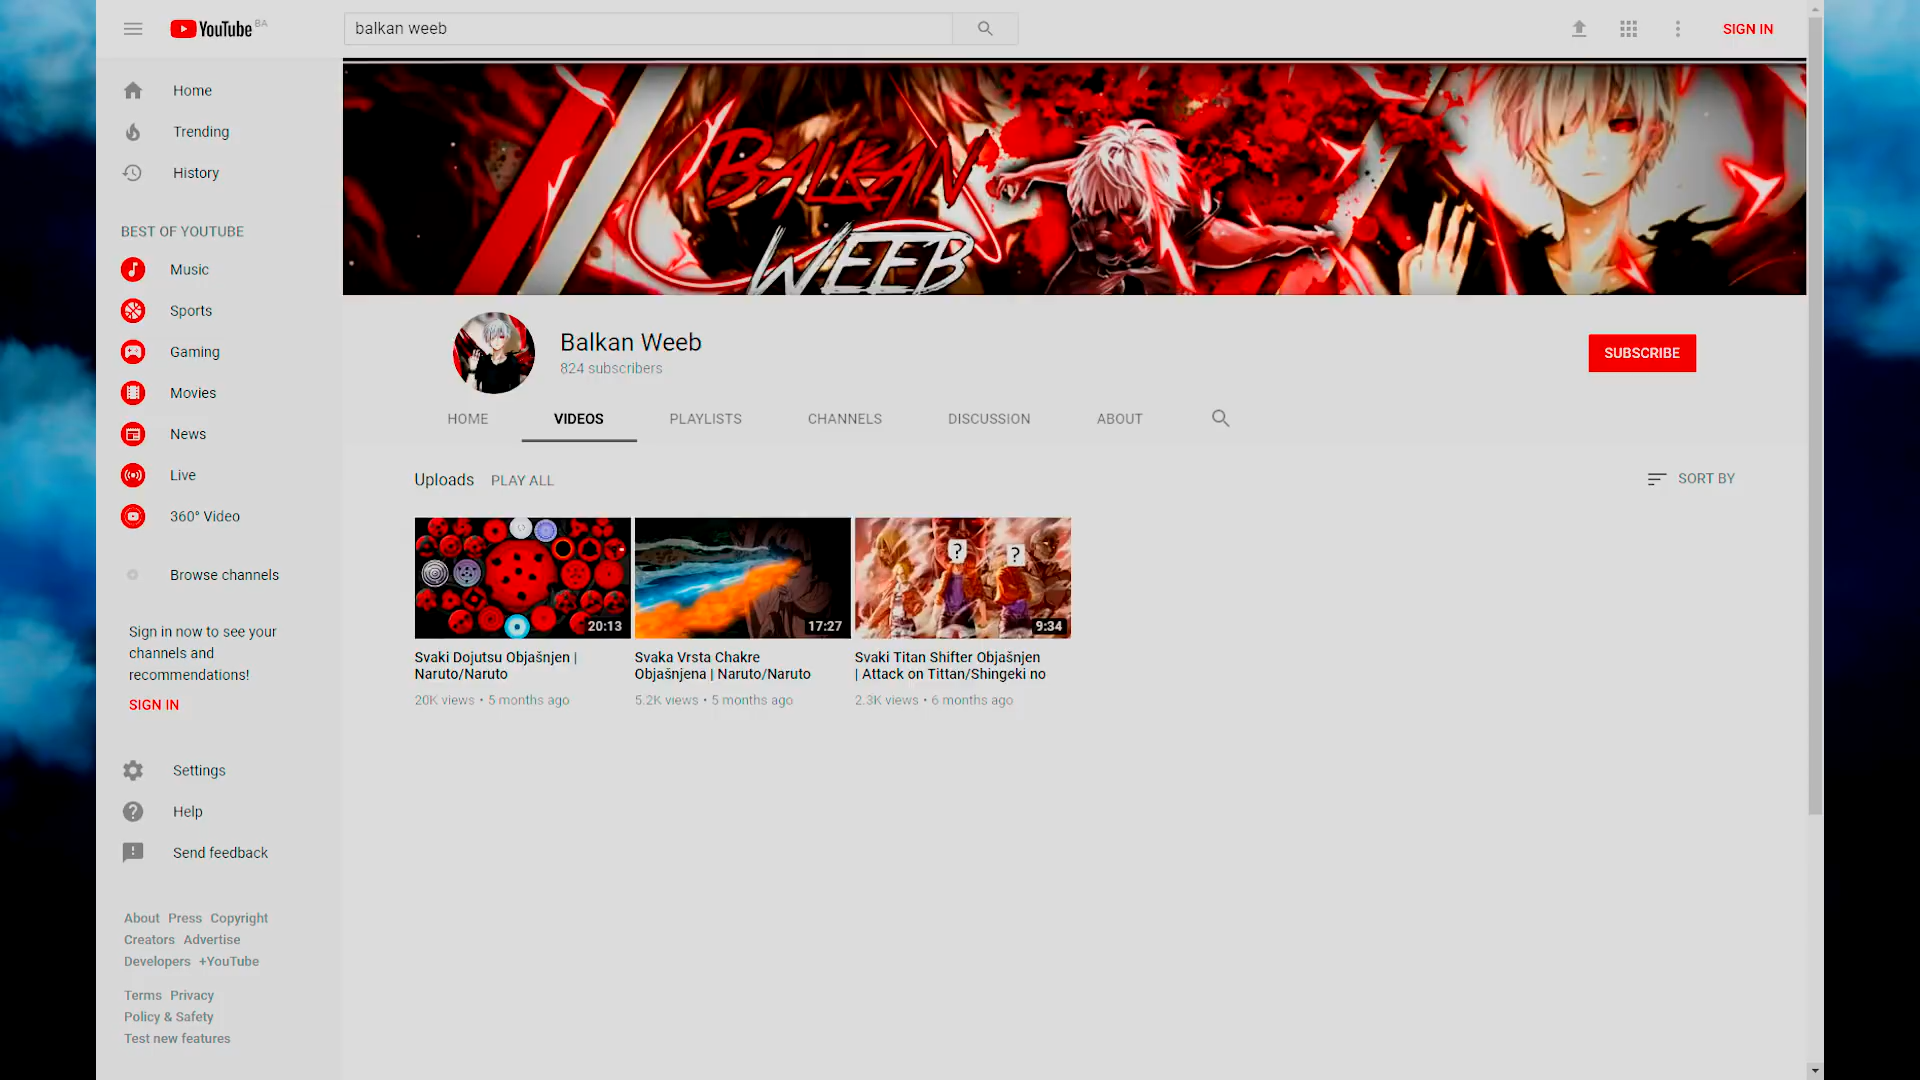 YouTube BA
balkan weeb
SIGN IN
Home
Trending
History
BEST OF YOUTUBE
Music
Sports
Gaming
Movies
News
Live
360° Video
Browse channels
Sign in now to see your
channels and
recommendations!
SIGN IN
Settings
Help
Send feedback
About Press Copyright
Creators Advertise
Developers +YouTube
Terms Privacy
Policy & Safety
Test new features
BALKAN
WEEB
Balkan Weeb
824 subscribers
SUBSCRIBE
HOME VIDEOS PLAYLISTS CHANNELS DISCUSSION ABOUT
Uploads PLAY ALL
SORT BY
20:13
Svaki Dojutsu Objašnjen |
Naruto/Naruto
20K views • 5 months ago
17:27
Svaka Vrsta Chakre
Objašnjena | Naruto/Naruto
5.2K views • 5 months ago
? ?
9:34
Svaki Titan Shifter Objašnjen
| Attack on Tittan/Shingeki no
2.3K views • 6 months ago